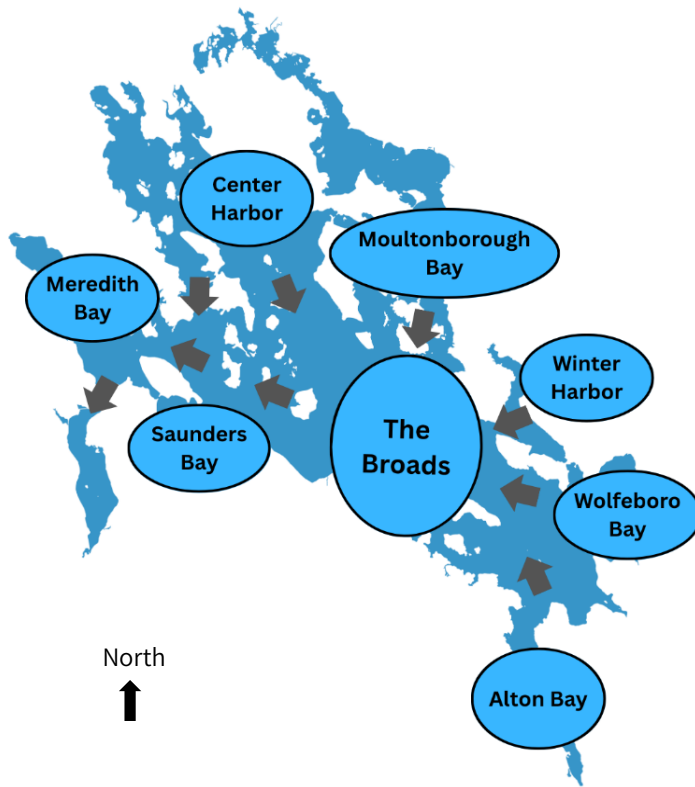 Center
Harbor
Moultonborough
Bay
Meredith
Bay
Winter
Harbor
The
Broads
Saunders
Bay
Wolfeboro
Bay
North
Alton Bay